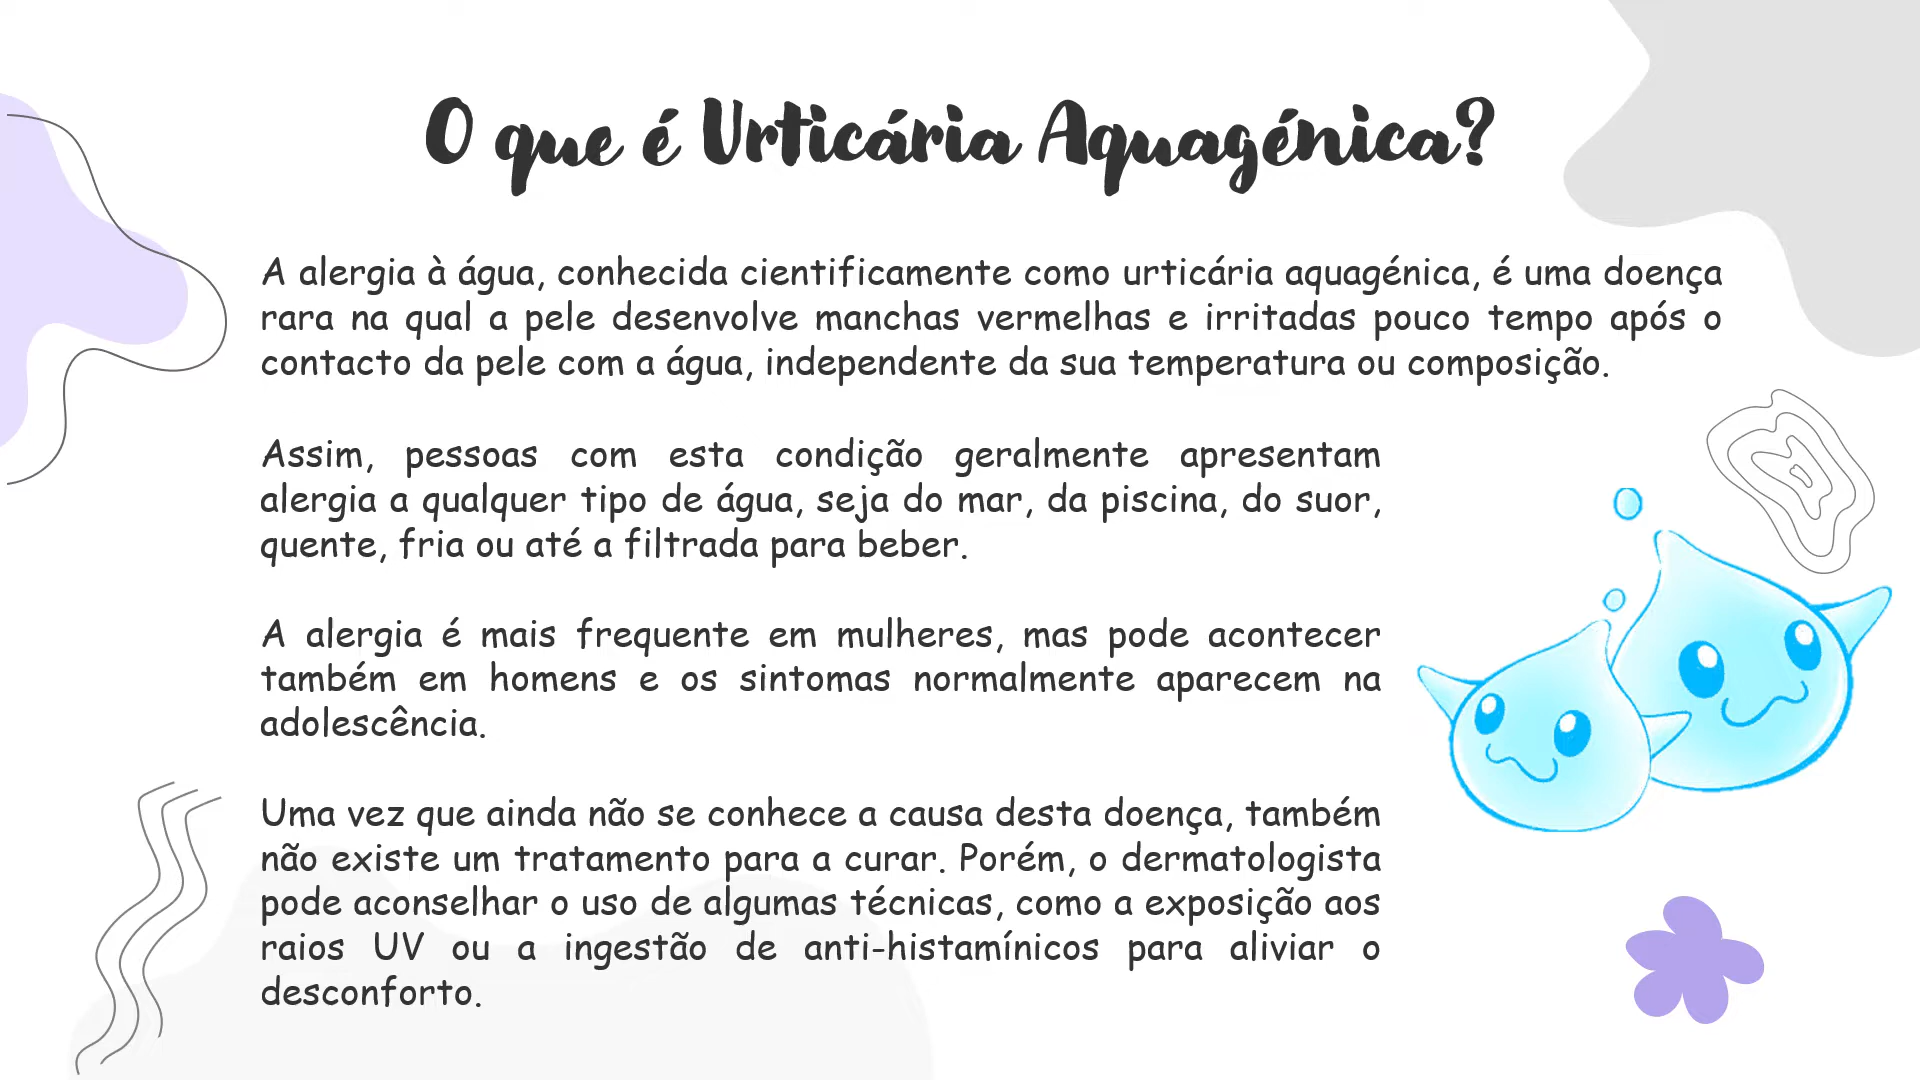 O que é Urticária Aquagénica?
A alergia à água, conhecida cientificamente como urticária aquagénica, é uma doença
rara na qual a pele desenvolve manchas vermelhas e irritadas pouco tempo após o
contacto da pele com a água, independente da sua temperatura ou composição.
Assim, pessoas com esta condição geralmente apresentam
alergia a qualquer tipo de água, seja do mar, da piscina, do suor,
quente, fria ou até a filtrada para beber.
A alergia é mais frequente em mulheres, mas pode acontecer
também em homens e os sintomas normalmente aparecem na
adolescência.
Uma vez que ainda não se conhece a causa desta doença, também
não existe um tratamento para a curar. Porém, o dermatologista
pode aconselhar o uso de algumas técnicas, como a exposição aos
raios UV ou a ingestão de anti-histamínicos para aliviar o
desconforto.